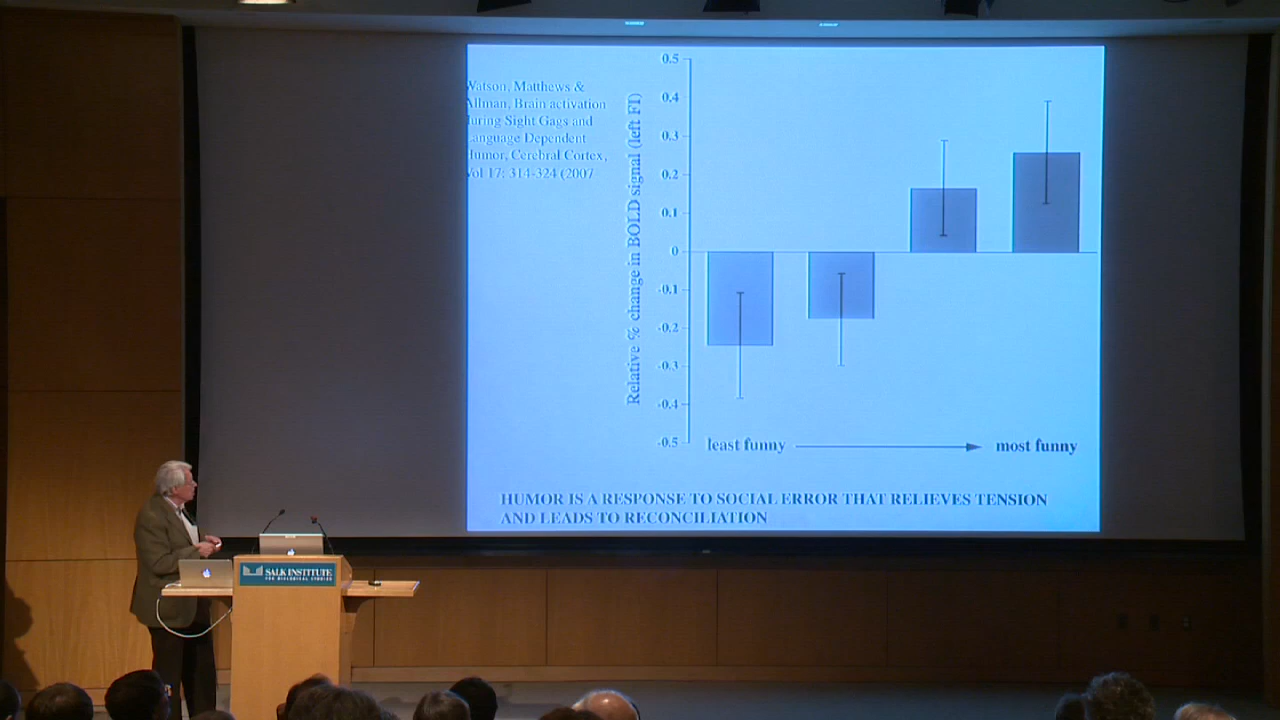 Watson, Matthews &
Allman, Brain activation
during Sight Gags and
Language Dependent
Humor, Cerebral Cortex,
Vol 17: 314-324 (2007
Relative % change in BOLD signal (left FI)
0.5
0.4
0.3
0.2
0.1
0
-0.1
-0.2
-0.3
-0.4
-0.5
least funny
most funny
HUMOR IS A RESPONSE TO SOCIAL ERROR THAT RELIEVES TENSION
AND LEADS TO RECONCILIATION
SALK INSTITUTE
FOR BIOLOGICAL STUDIES